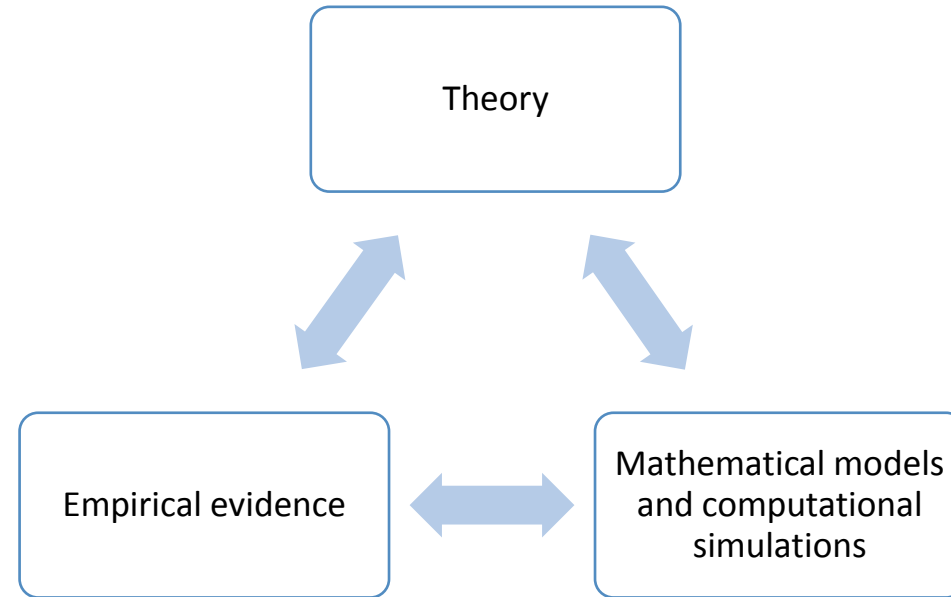 Theory
Empirical evidence
Mathematical models
and computational
simulations